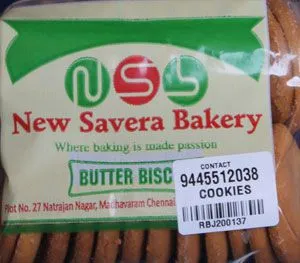 NSL
New Savera Bakery
Where baking is made passion
BUTTER BISC
Plot No. 27 Natrajan Nagar, Madhavaram Chennai
CONTACT
9445512038
COOKIES
RBJ200137